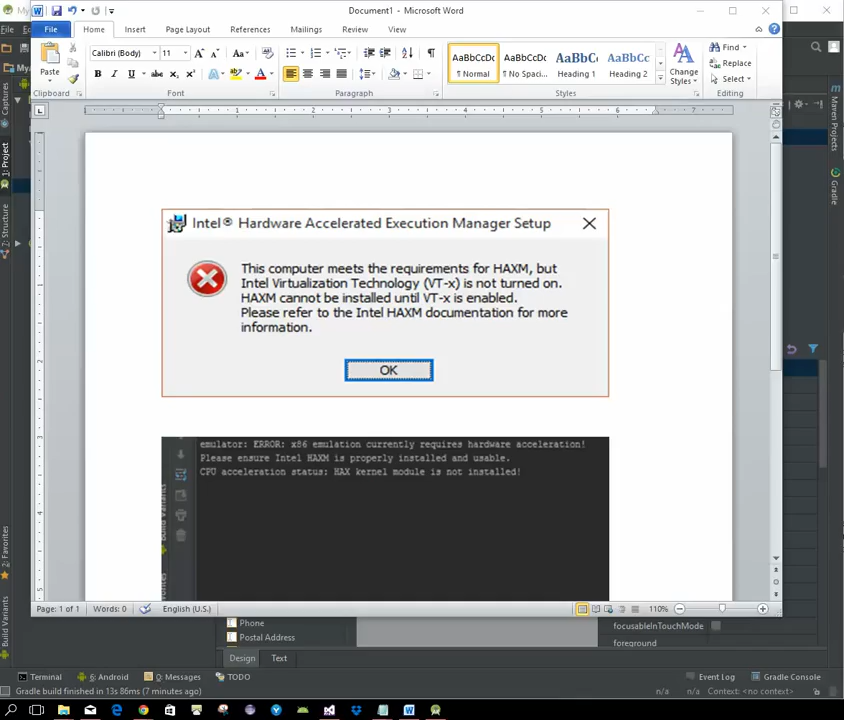 Document1 - Microsoft Word
File
Home
Insert
Page Layout
References
Mailings
Review
View
Paste
Calibri (Body)
11
Clipboard
Font
Paragraph
AaBbCcDc
¶ Normal
AaBbCcDc
¶ No Spaci...
AaBbC
Heading 1
AaBbCc
Heading 2
Change
Styles
Styles
Find
Replace
Select
Editing
Captures
1: Project
7: Structure
2: Favorites
Build Variants
Maven Projects
Gradle
Intel® Hardware Accelerated Execution Manager Setup
This computer meets the requirements for HAXM, but
Intel Virtualization Technology (VT-x) is not turned on.
HAXM cannot be installed until VT-x is enabled.
Please refer to the Intel HAXM documentation for more
information.
OK
emulator: ERROR: x86 emulation currently requires hardware acceleration!
Please ensure Intel HAXM is properly installed and usable.
CPU acceleration status: HAX kernel module is not installed!
Page: 1 of 1
Words: 0
English (U.S.)
110%
Phone
Postal Address
focusableInTouchMode
foreground
Design
Text
Terminal
6: Android
0: Messages
TODO
Event Log
Gradle Console
Gradle build finished in 13s 86ms (7 minutes ago)
n/a
n/a
Context: <no context>